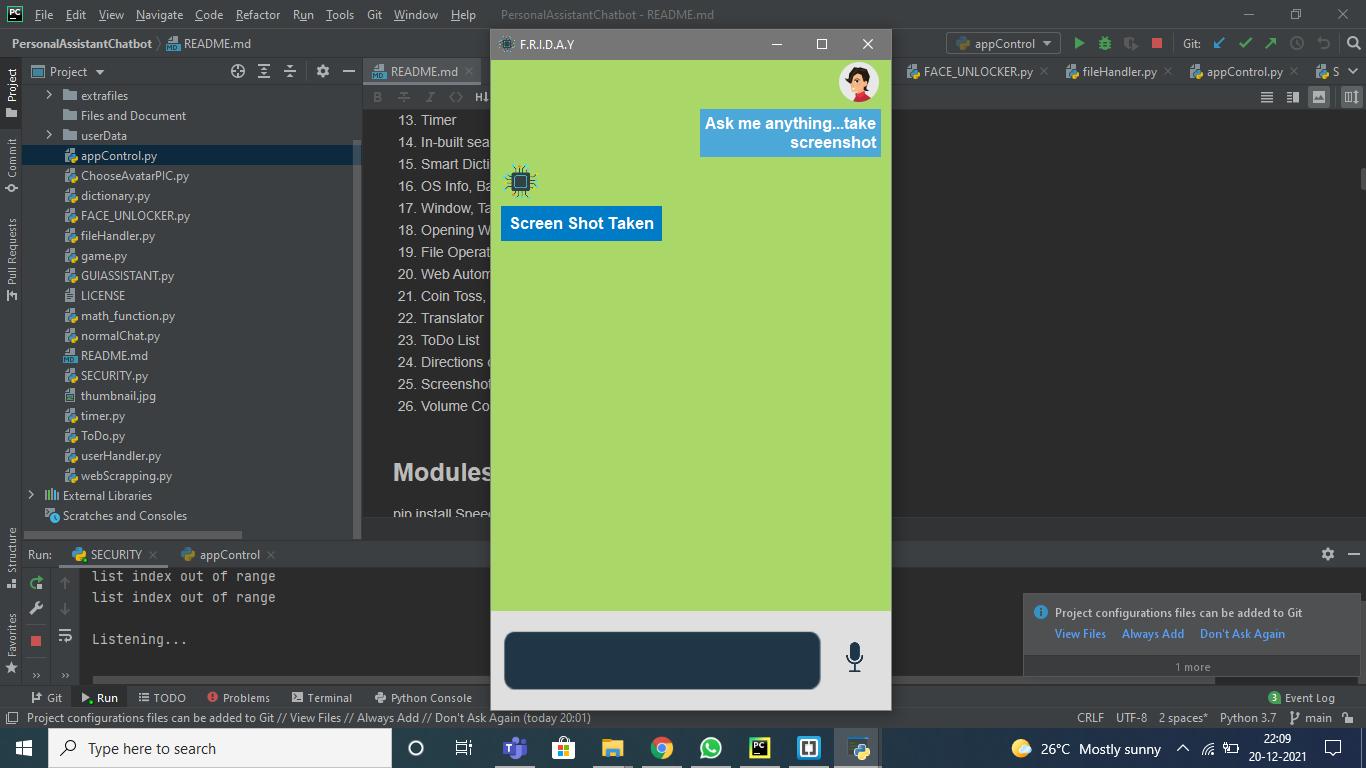 PC File Edit View Navigate Code Refactor Run Tools Git Window Help PersonalAssistantChatbot - README.md
PersonalAssistantChatbot README.md
appControl Git:
Project
Commit
Pull Requests
Structure
Favorites
Project
extrafiles
Files and Document
userData
appControl.py
ChooseAvatarPIC.py
dictionary.py
FACE_UNLOCKER.py
fileHandler.py
game.py
GUIASSISTANT.py
LICENSE
math_function.py
normalChat.py
README.md
SECURITY.py
thumbnail.jpg
timer.py
ToDo.py
userHandler.py
webScrapping.py
External Libraries
Scratches and Consoles
README.md
FACE_UNLOCKER.py fileHandler.py appControl.py S
B S I <> H↓
13. Timer
14. In-built sea
15. Smart Dicti
16. OS Info, Ba
17. Window, Ta
18. Opening W
19. File Operat
20. Web Autom
21. Coin Toss,
22. Translator
23. ToDo List
24. Directions
25. Screenshot
26. Volume Co
Modules
pip install Spee
F.R.I.D.A.Y
Ask me anything...take
screenshot
Screen Shot Taken
Run: SECURITY appControl
list index out of range
list index out of range
Listening...
Project configurations files can be added to Git
View Files Always Add Don't Ask Again
1 more
Git Run TODO Problems Terminal Python Console 3 Event Log
Project configurations files can be added to Git // View Files // Always Add // Don't Ask Again (today 20:01) CRLF UTF-8 2 spaces* Python 3.7 main
Type here to search
PC
26°C Mostly sunny
22:09
20-12-2021